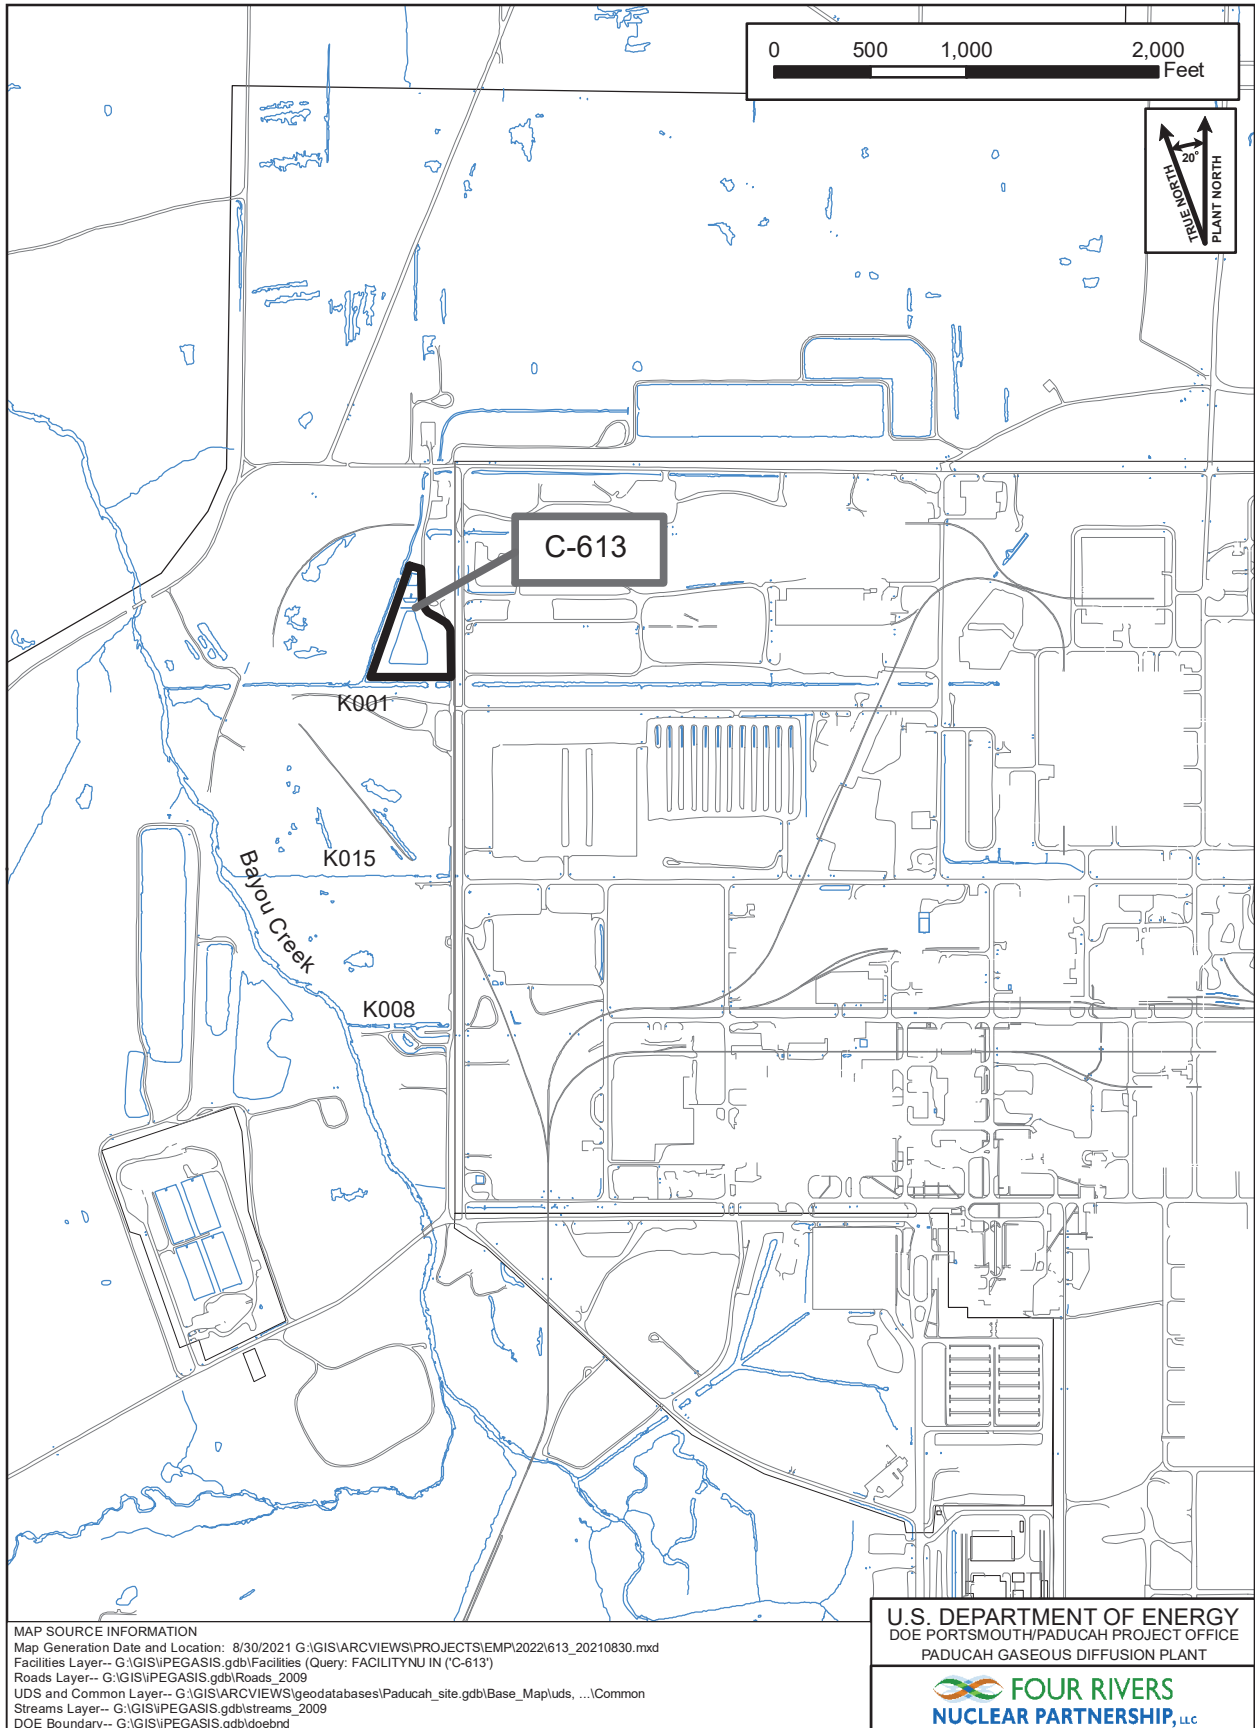 0 500 1,000 2,000
Feet
20°
TRUE NORTH
PLANT NORTH
C-613
K001
K015
Bayou Creek
K008
MAP SOURCE INFORMATION
Map Generation Date and Location: 8/30/2021 G:\GIS\ARCVIEWS\PROJECTS\EMP\2022\613_20210830.mxd
Facilities Layer-- G:\GIS\iPEGASIS.gdb\Facilities (Query: FACILITYNU IN ('C-613')
Roads Layer-- G:\GIS\iPEGASIS.gdb\Roads_2009
UDS and Common Layer-- G:\GIS\ARCVIEWS\geodatabases\Paducah_site.gdb\Base_Map\uds, ...\Common
Streams Layer-- G:\GIS\iPEGASIS.gdb\streams_2009
DOE Boundary-- G:\GIS\iPEGASIS.gdb\doebnd
U.S. DEPARTMENT OF ENERGY
DOE PORTSMOUTH/PADUCAH PROJECT OFFICE
PADUCAH GASEOUS DIFFUSION PLANT
FOUR RIVERS
NUCLEAR PARTNERSHIP, LLC